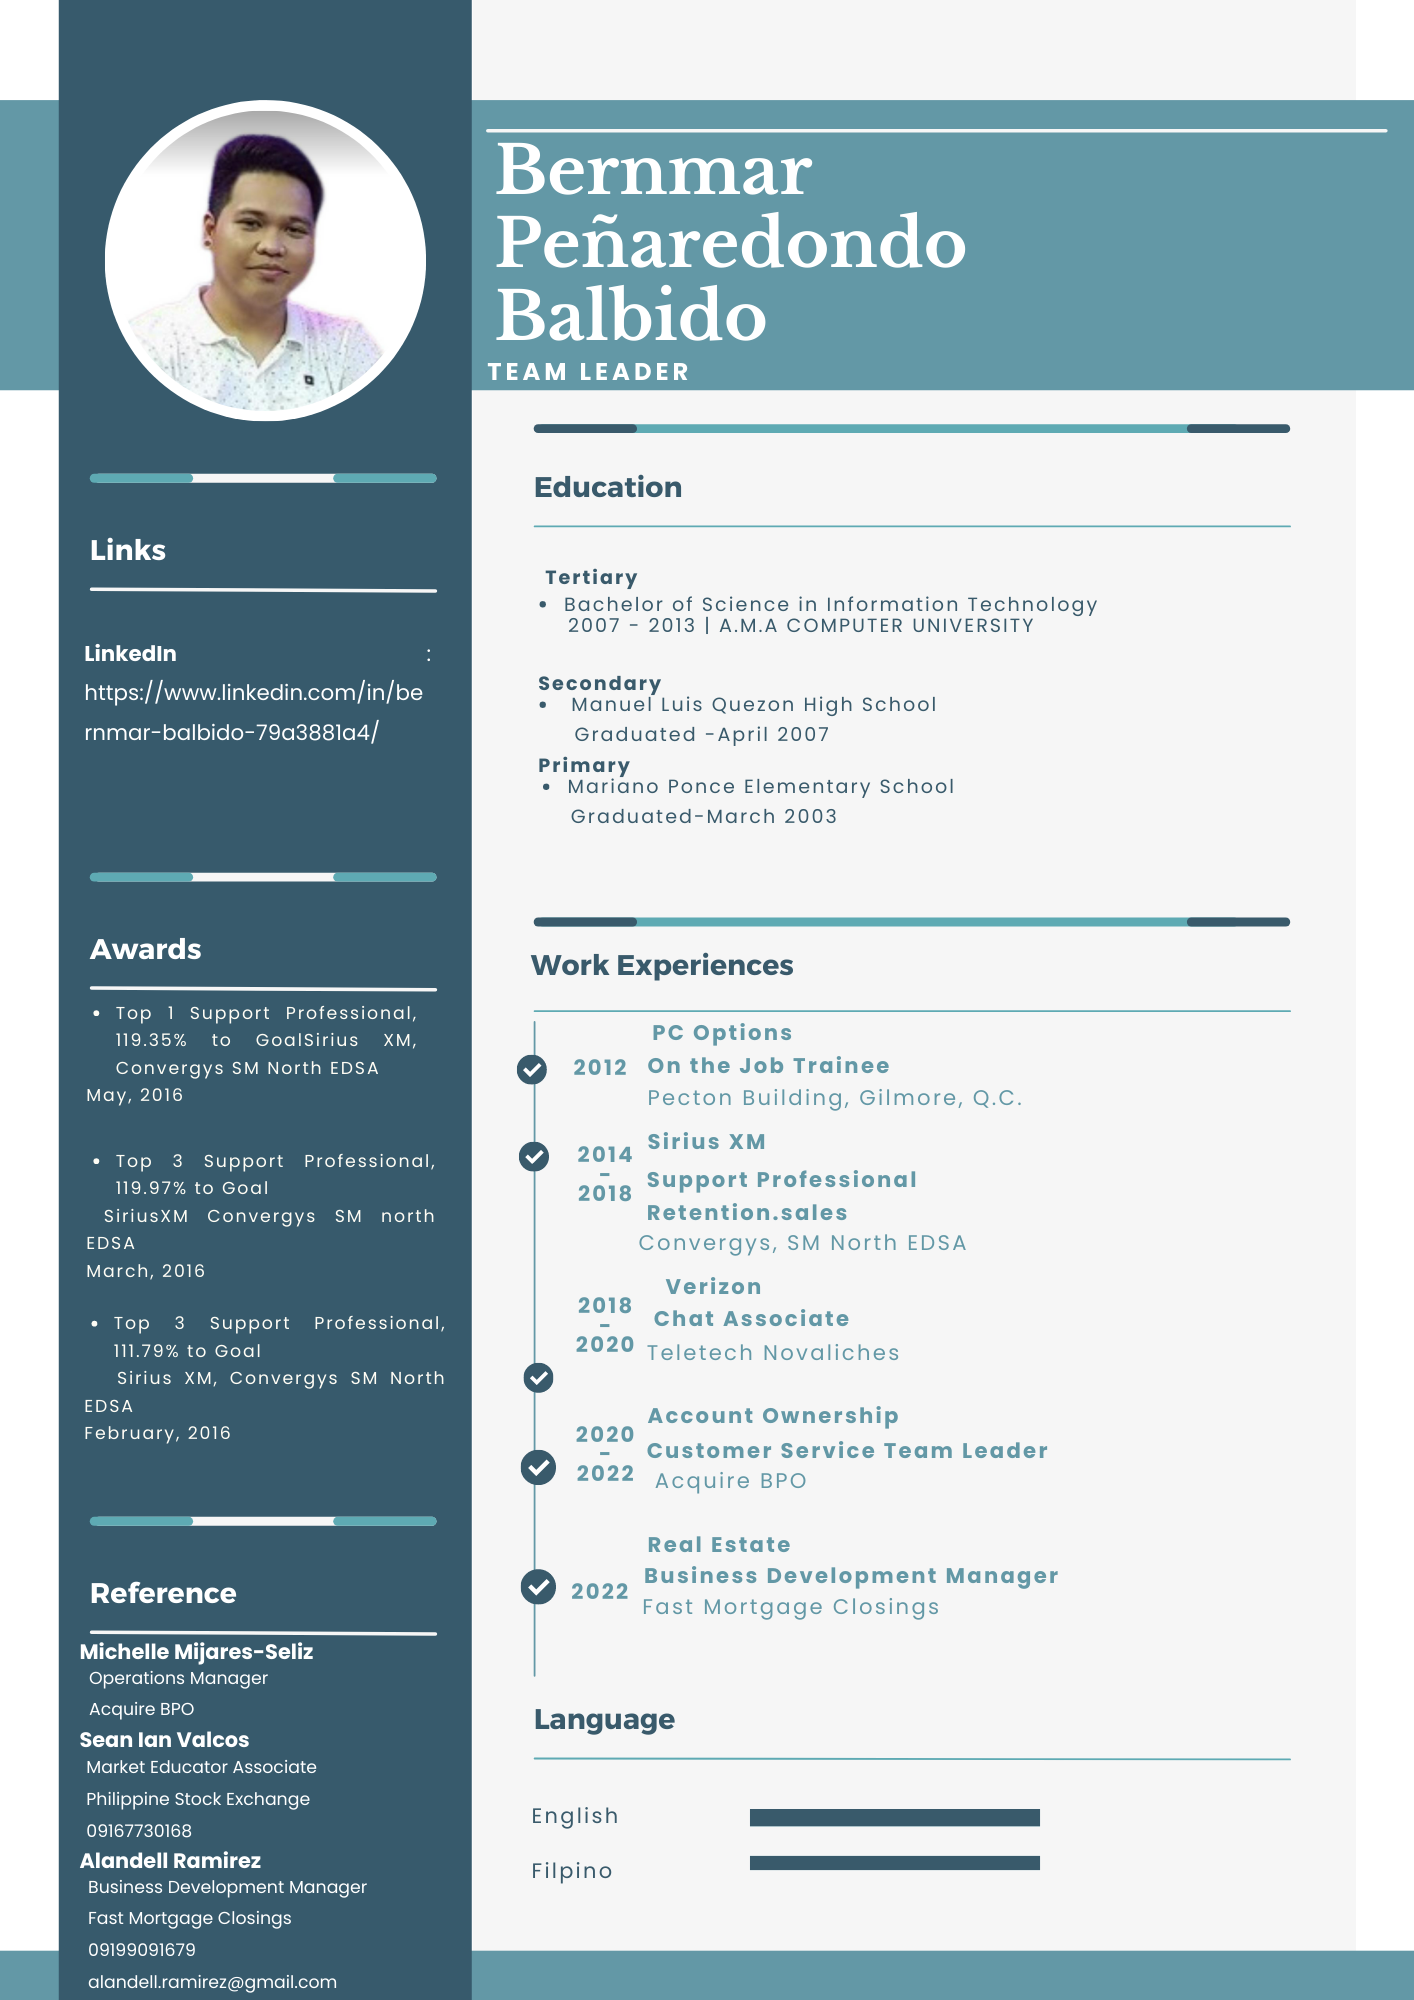 Bernmar
Peñaredondo
Balbido
TEAM LEADER
Links
LinkedIn :
https://www.linkedin.com/in/be
rnmar-balbido-79a3881a4/
Awards
• Top 1 Support Professional,
119.35% to GoalSirius XM,
Convergys SM North EDSA
May, 2016
• Top 3 Support Professional,
119.97% to Goal
SiriusXM Convergys SM north
EDSA
March, 2016
• Top 3 Support Professional,
111.79% to Goal
Sirius XM, Convergys SM North
EDSA
February, 2016
Reference
Michelle Mijares-Seliz
Operations Manager
Acquire BPO
Sean Ian Valcos
Market Educator Associate
Philippine Stock Exchange
09167730168
Alandell Ramirez
Business Development Manager
Fast Mortgage Closings
09199091679
alandell.ramirez@gmail.com
Education
Tertiary
• Bachelor of Science in Information Technology
2007 - 2013 | A.M.A COMPUTER UNIVERSITY
Secondary
• Manuel Luis Quezon High School
Graduated -April 2007
Primary
• Mariano Ponce Elementary School
Graduated-March 2003
Work Experiences
PC Options
2012 On the Job Trainee
Pecton Building, Gilmore, Q.C.
2014
-
2018
Sirius XM
Support Professional
Retention.sales
Convergys, SM North EDSA
2018
-
2020
Verizon
Chat Associate
Teletech Novaliches
2020
-
2022
Account Ownership
Customer Service Team Leader
Acquire BPO
2022
Real Estate
Business Development Manager
Fast Mortgage Closings
Language
English
Filpino